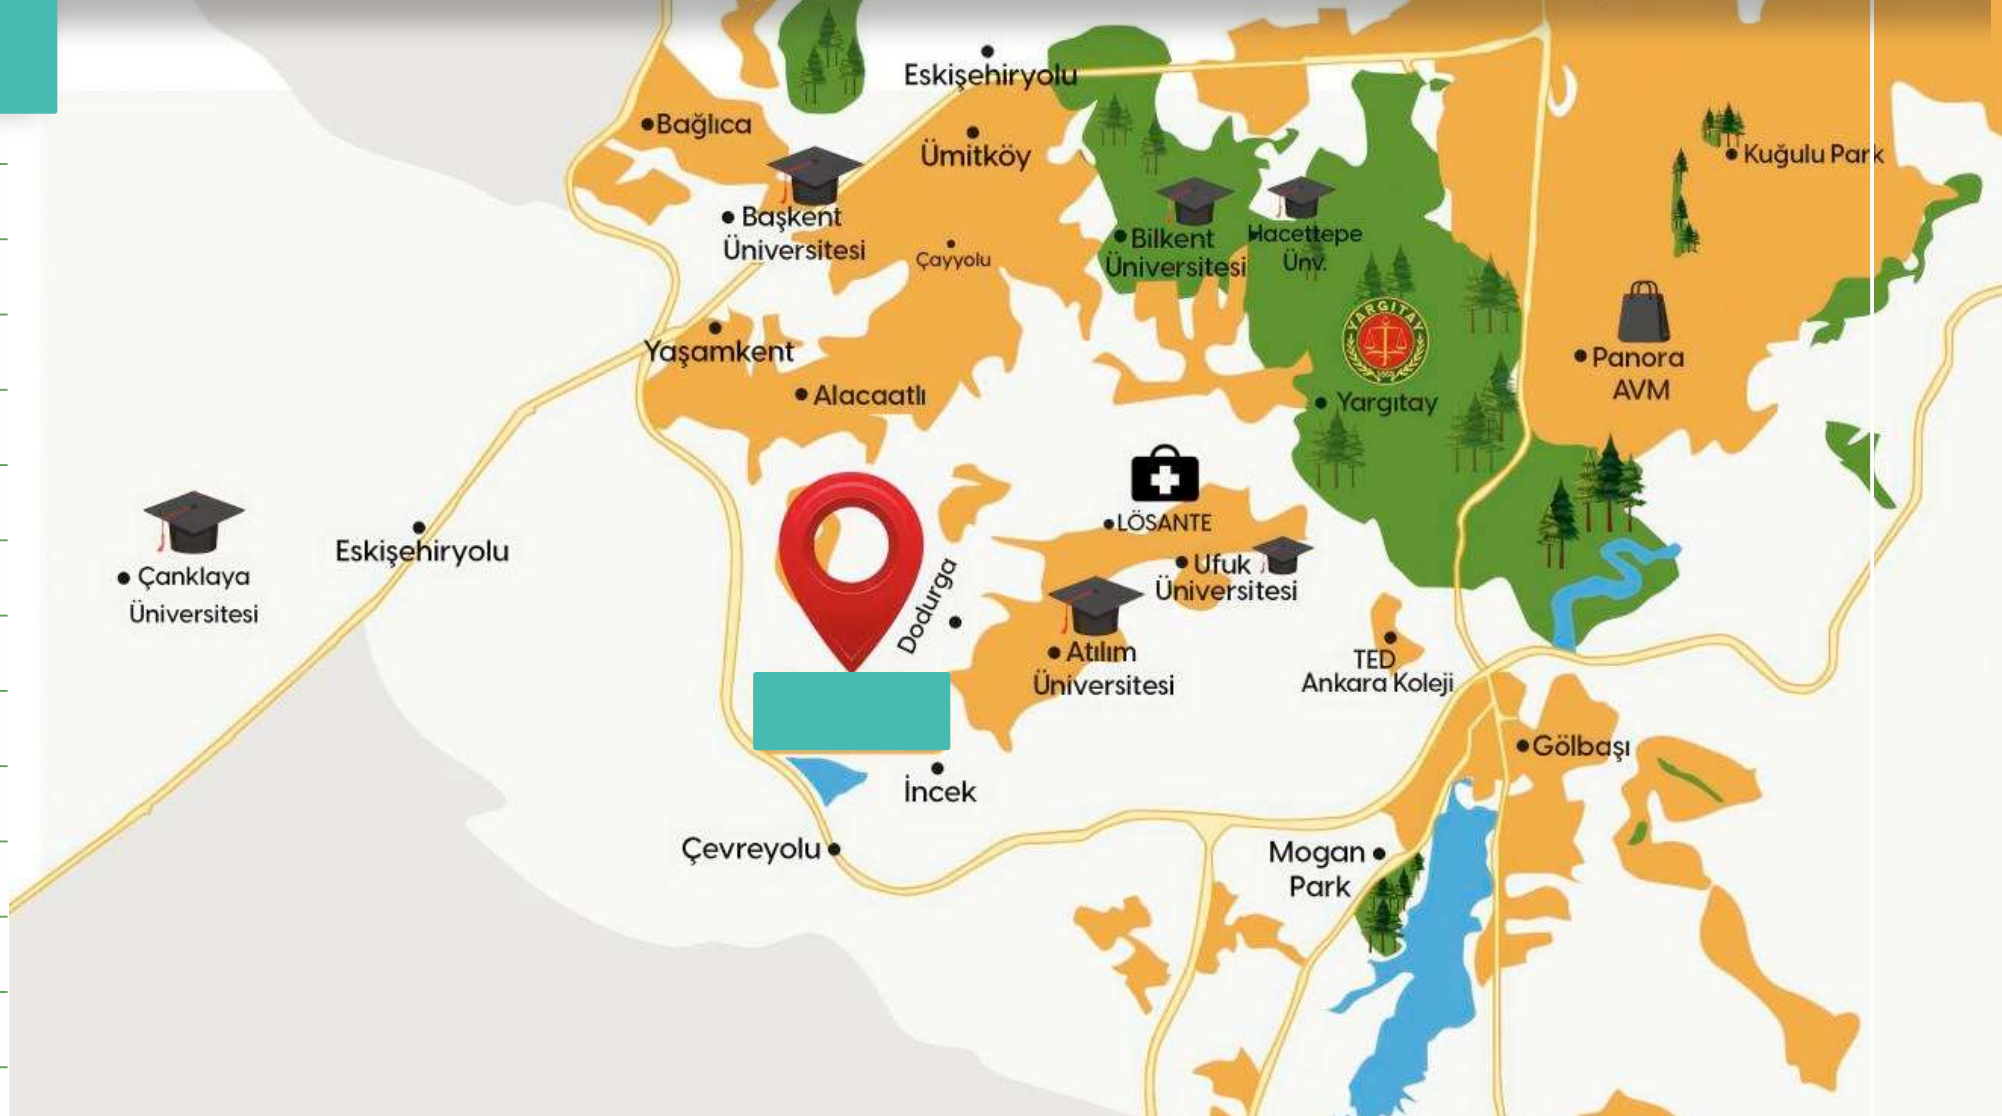 Eskişehiryolu
Bağlıca
Ümitköy
Kuğulu Park
Başkent
Üniversitesi
Çayyolu
Bilkent
Üniversitesi
Hacettepe
Ünv.
YARGITAY
Yaşamkent
Panora
AVM
Alacaatlı
Yargıtay
LÖSANTE
Eskişehiryolu
Çanklaya
Üniversitesi
Ufuk
Üniversitesi
Dodurga
Atılım
Üniversitesi
TED
Ankara Koleji
Gölbaşı
İncek
Çevreyolu
Mogan
Park